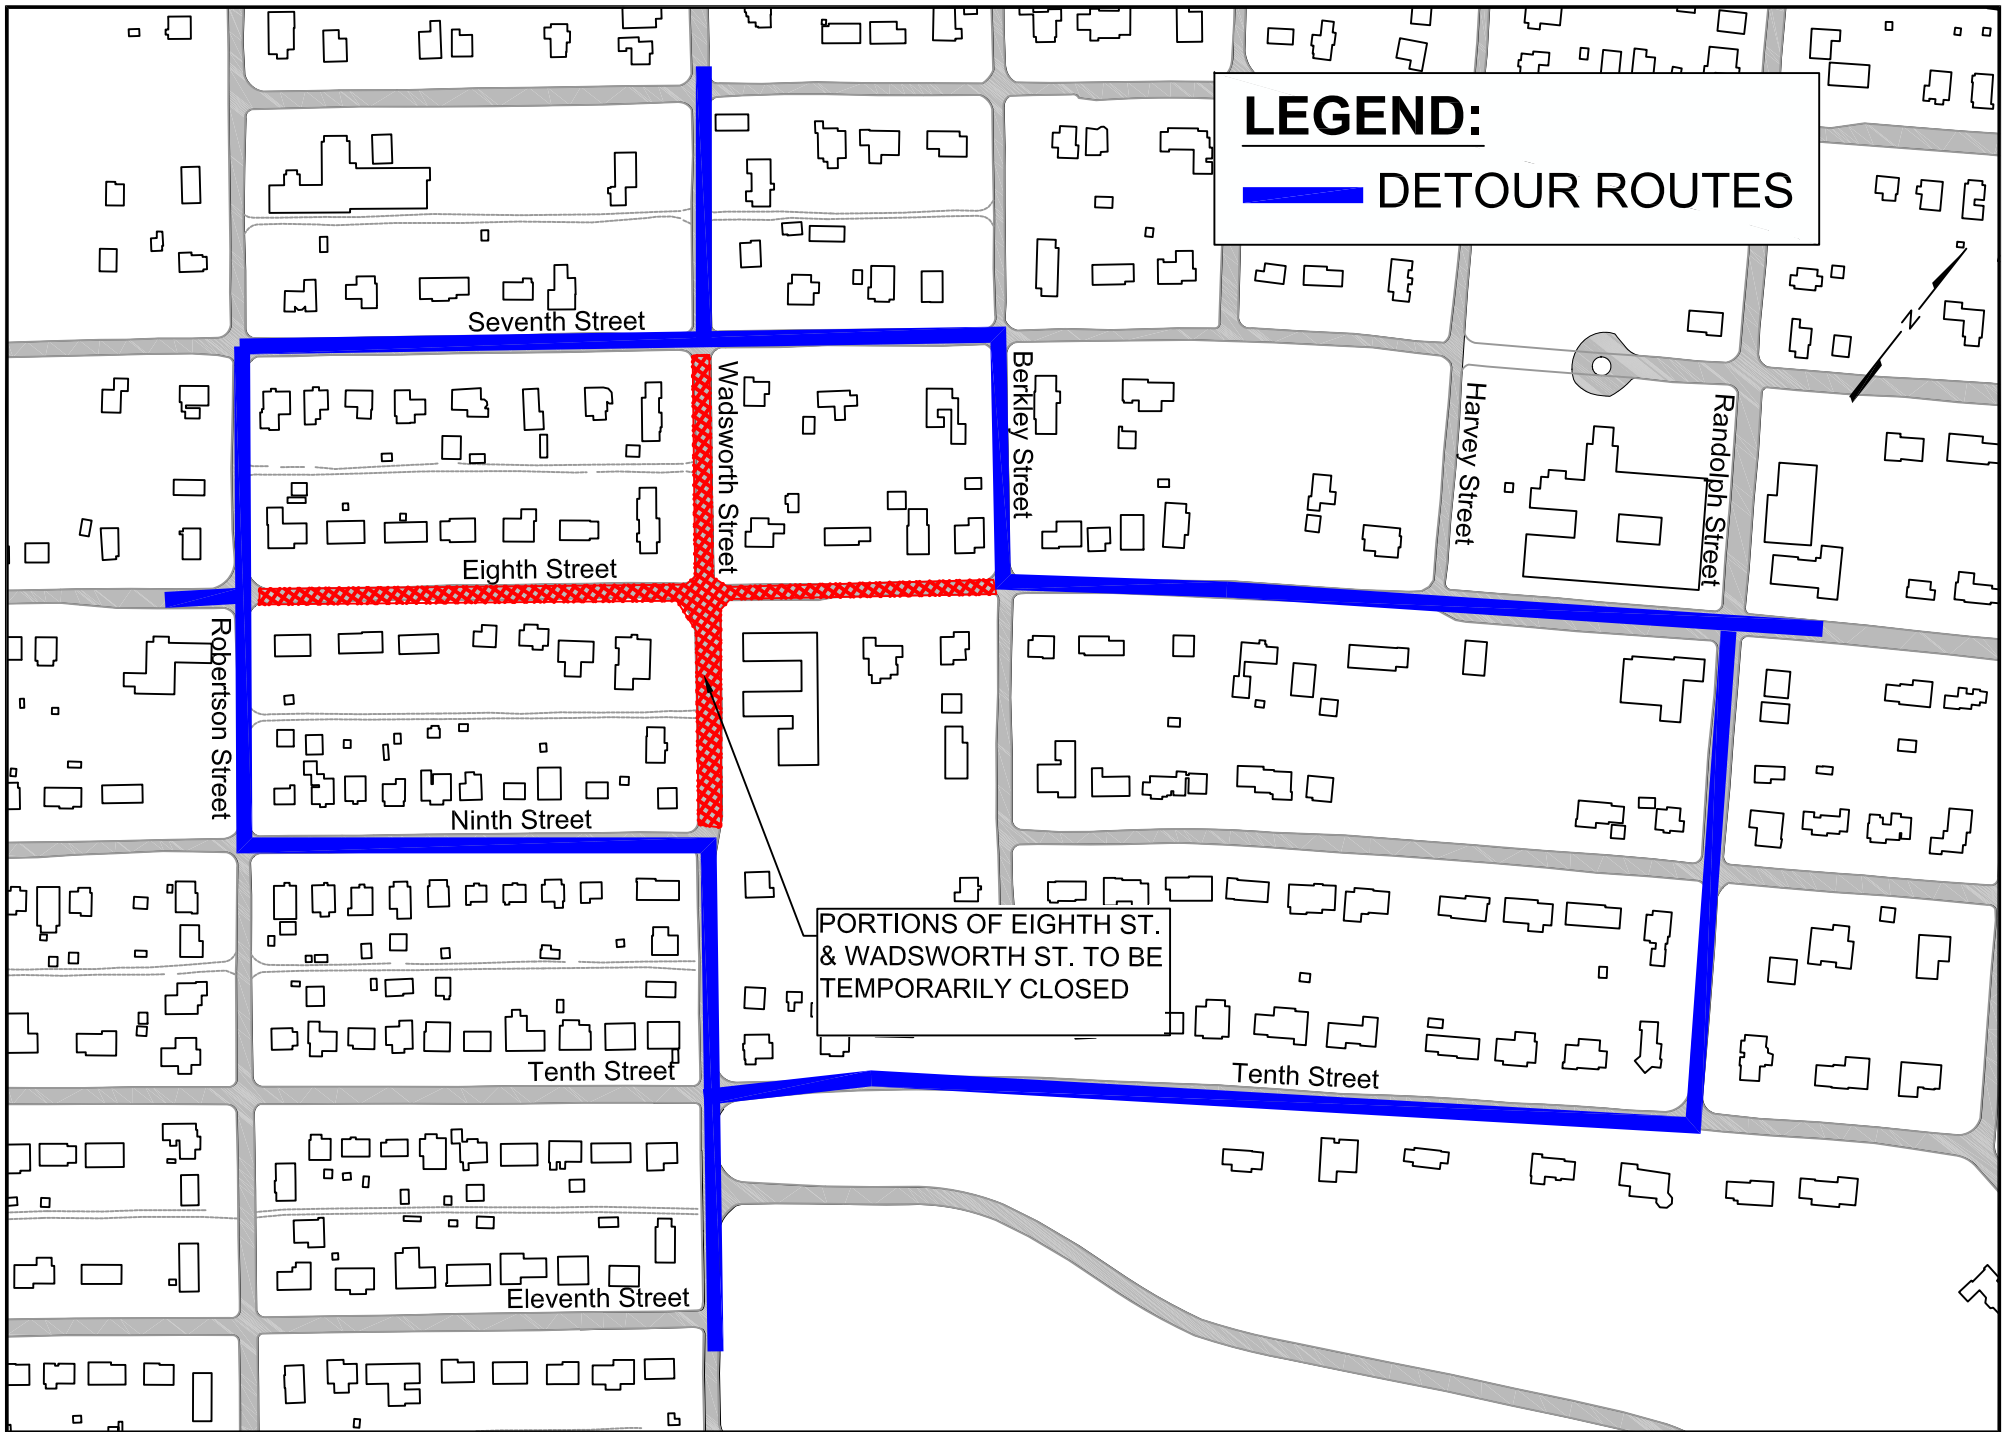 LEGEND:
DETOUR ROUTES
N
Seventh Street
Wadsworth Street
Berkley Street
Harvey Street
Randolph Street
Eighth Street
Robertson Street
Ninth Street
PORTIONS OF EIGHTH ST.
& WADSWORTH ST. TO BE
TEMPORARILY CLOSED
Tenth Street
Tenth Street
Eleventh Street